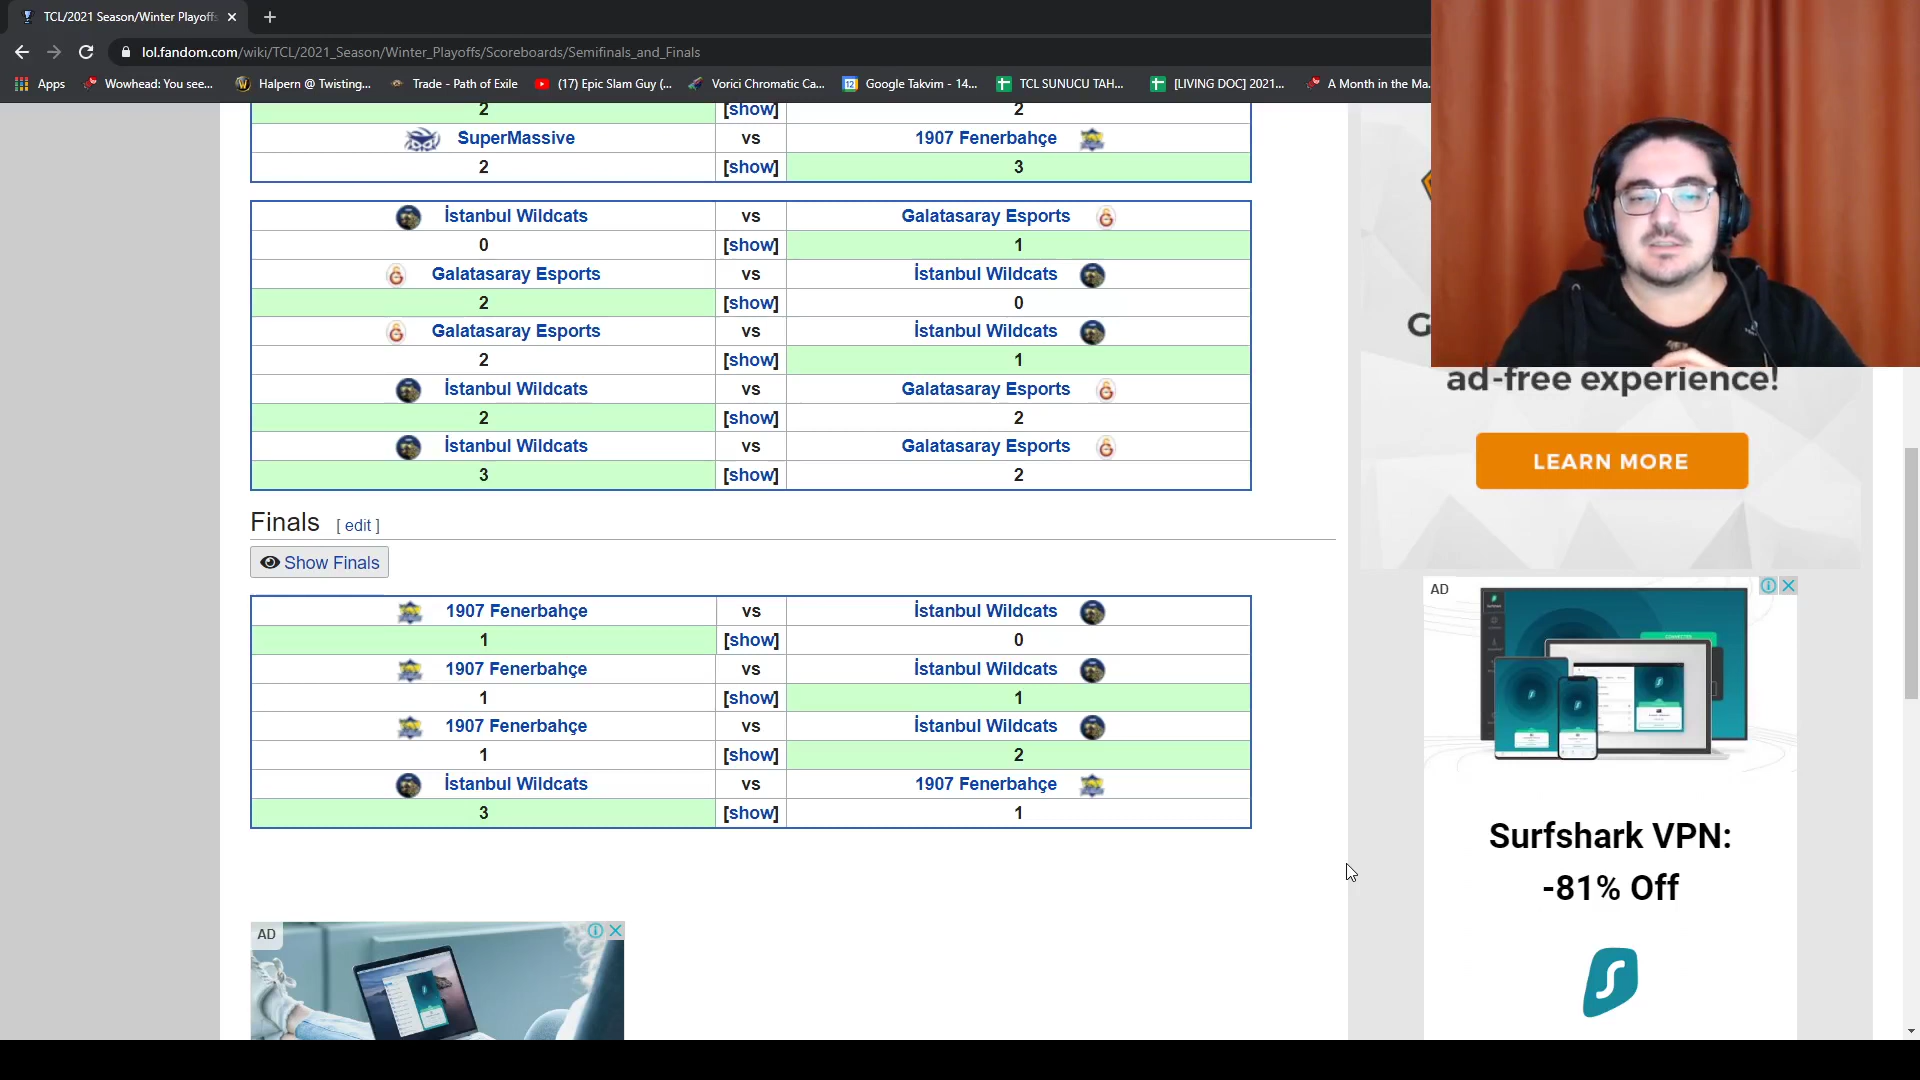 TCL/2021 Season/Winter Playoffs
lol.fandom.com/wiki/TCL/2021_Season/Winter_Playoffs/Scoreboards/Semifinals_and_Finals
Apps Wowhead: You see... Halpern @ Twisting... Trade - Path of Exile (17) Epic Slam Guy (... Vorici Chromatic Ca... 12 Google Takvim - 14... TCL SUNUCU TAH... [LIVING DOC] 2021... A Month in the Ma...
2 [show] 2
SuperMassive vs 1907 Fenerbahçe
2 [show] 3
İstanbul Wildcats vs Galatasaray Esports
0 [show] 1
Galatasaray Esports vs İstanbul Wildcats
2 [show] 0
Galatasaray Esports vs İstanbul Wildcats
2 [show] 1
İstanbul Wildcats vs Galatasaray Esports
2 [show] 2
İstanbul Wildcats vs Galatasaray Esports
3 [show] 2
Finals [ edit ]
Show Finals
1907 Fenerbahçe vs İstanbul Wildcats
1 [show] 0
1907 Fenerbahçe vs İstanbul Wildcats
1 [show] 1
1907 Fenerbahçe vs İstanbul Wildcats
1 [show] 2
İstanbul Wildcats vs 1907 Fenerbahçe
3 [show] 1
AD
G
ad-free experience!
LEARN MORE
AD
Surfshark VPN:
-81% Off